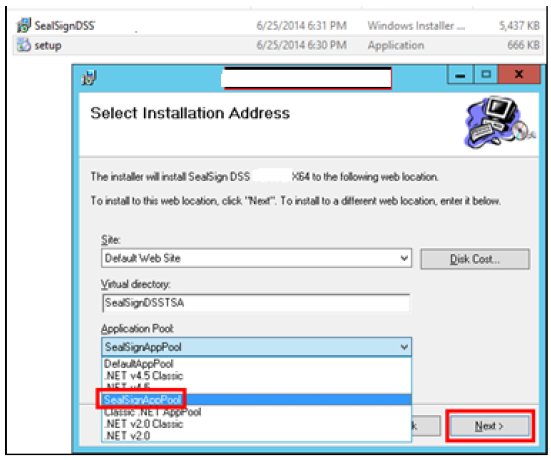 SealSignDSS 6/25/2014 6:31 PM Windows Installer ... 5,437 KB
setup 6/25/2014 6:30 PM Application 666 KB
Select Installation Address
The installer will install SealSign DSS X64 to the following web location.
To install to this web location, click "Next". To install to a different web location, enter it below.
Site:
Default Web Site Disk Cost...
Virtual directory:
SealSignDSSTSA
Application Pool:
SealSignAppPool
DefaultAppPool
.NET v4.5 Classic
.NET v4.5
SealSignAppPool
Classic .NET AppPool
.NET v2.0 Classic k Next >
.NET v2.0